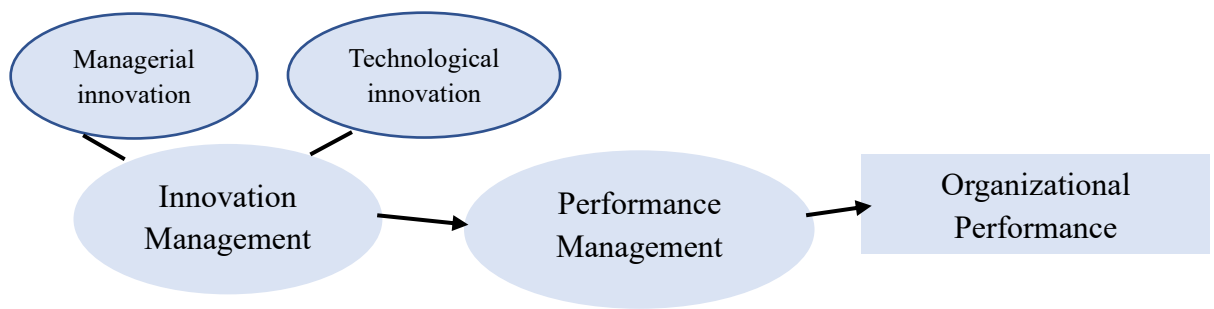 Managerial
innovation
Technological
innovation
Innovation
Management
Performance
Management
Organizational
Performance